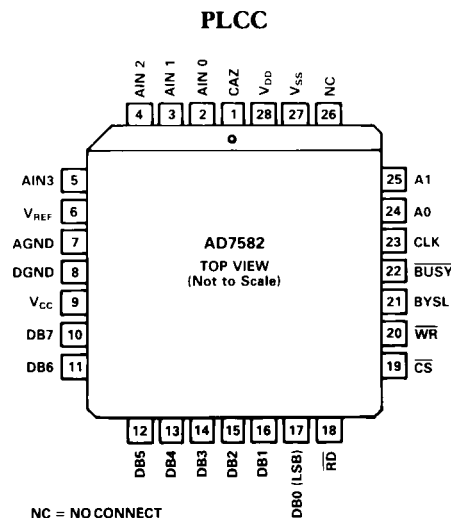 PLCC
AIN 2
AIN 1
AIN 0
CAZ
VDD
VSS
NC
4
3
2
1
28
27
26
AIN3 5
VREF 6
AGND 7
DGND 8
VCC 9
DB7 10
DB6 11
AD7582
TOP VIEW
(Not to Scale)
25 A1
24 A0
23 CLK
22 BUSY
21 BYSL
20 WR
19 CS
12
13
14
15
16
17
18
DB5
DB4
DB3
DB2
DB1
DB0 (LSB)
RD
NC = NO CONNECT